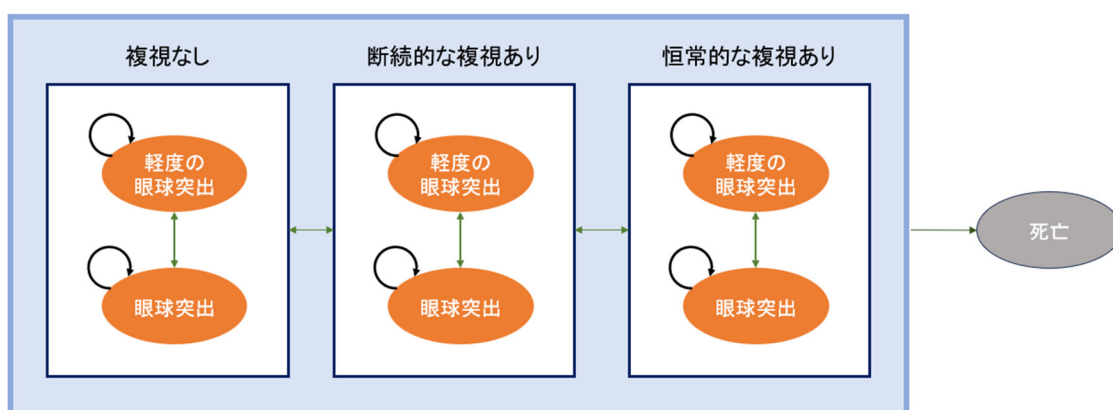 複視なし
断続的な複視あり
恒常的な複視あり
軽度の
眼球突出
軽度の
眼球突出
軽度の
眼球突出
死亡
眼球突出
眼球突出
眼球突出